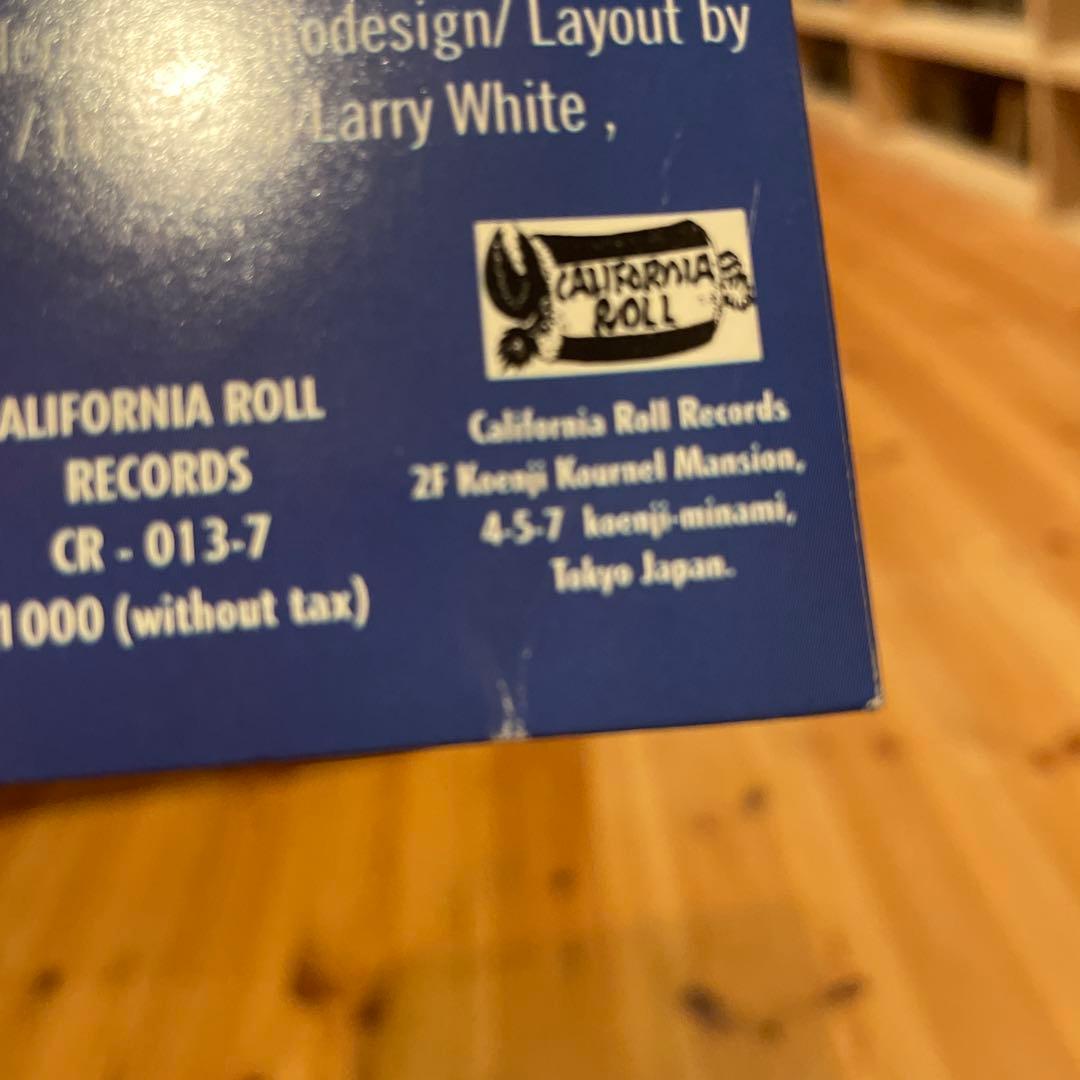 odesign/ Layout by
/Larry White ,
CALIFORNIA
ROLL
California Roll Records
2F Koenji Kournel Mansion,
4-5-7 koenji-minami,
Tokyo Japan.
ALIFORNIA ROLL
RECORDS
CR - 013-7
1000 (without tax)